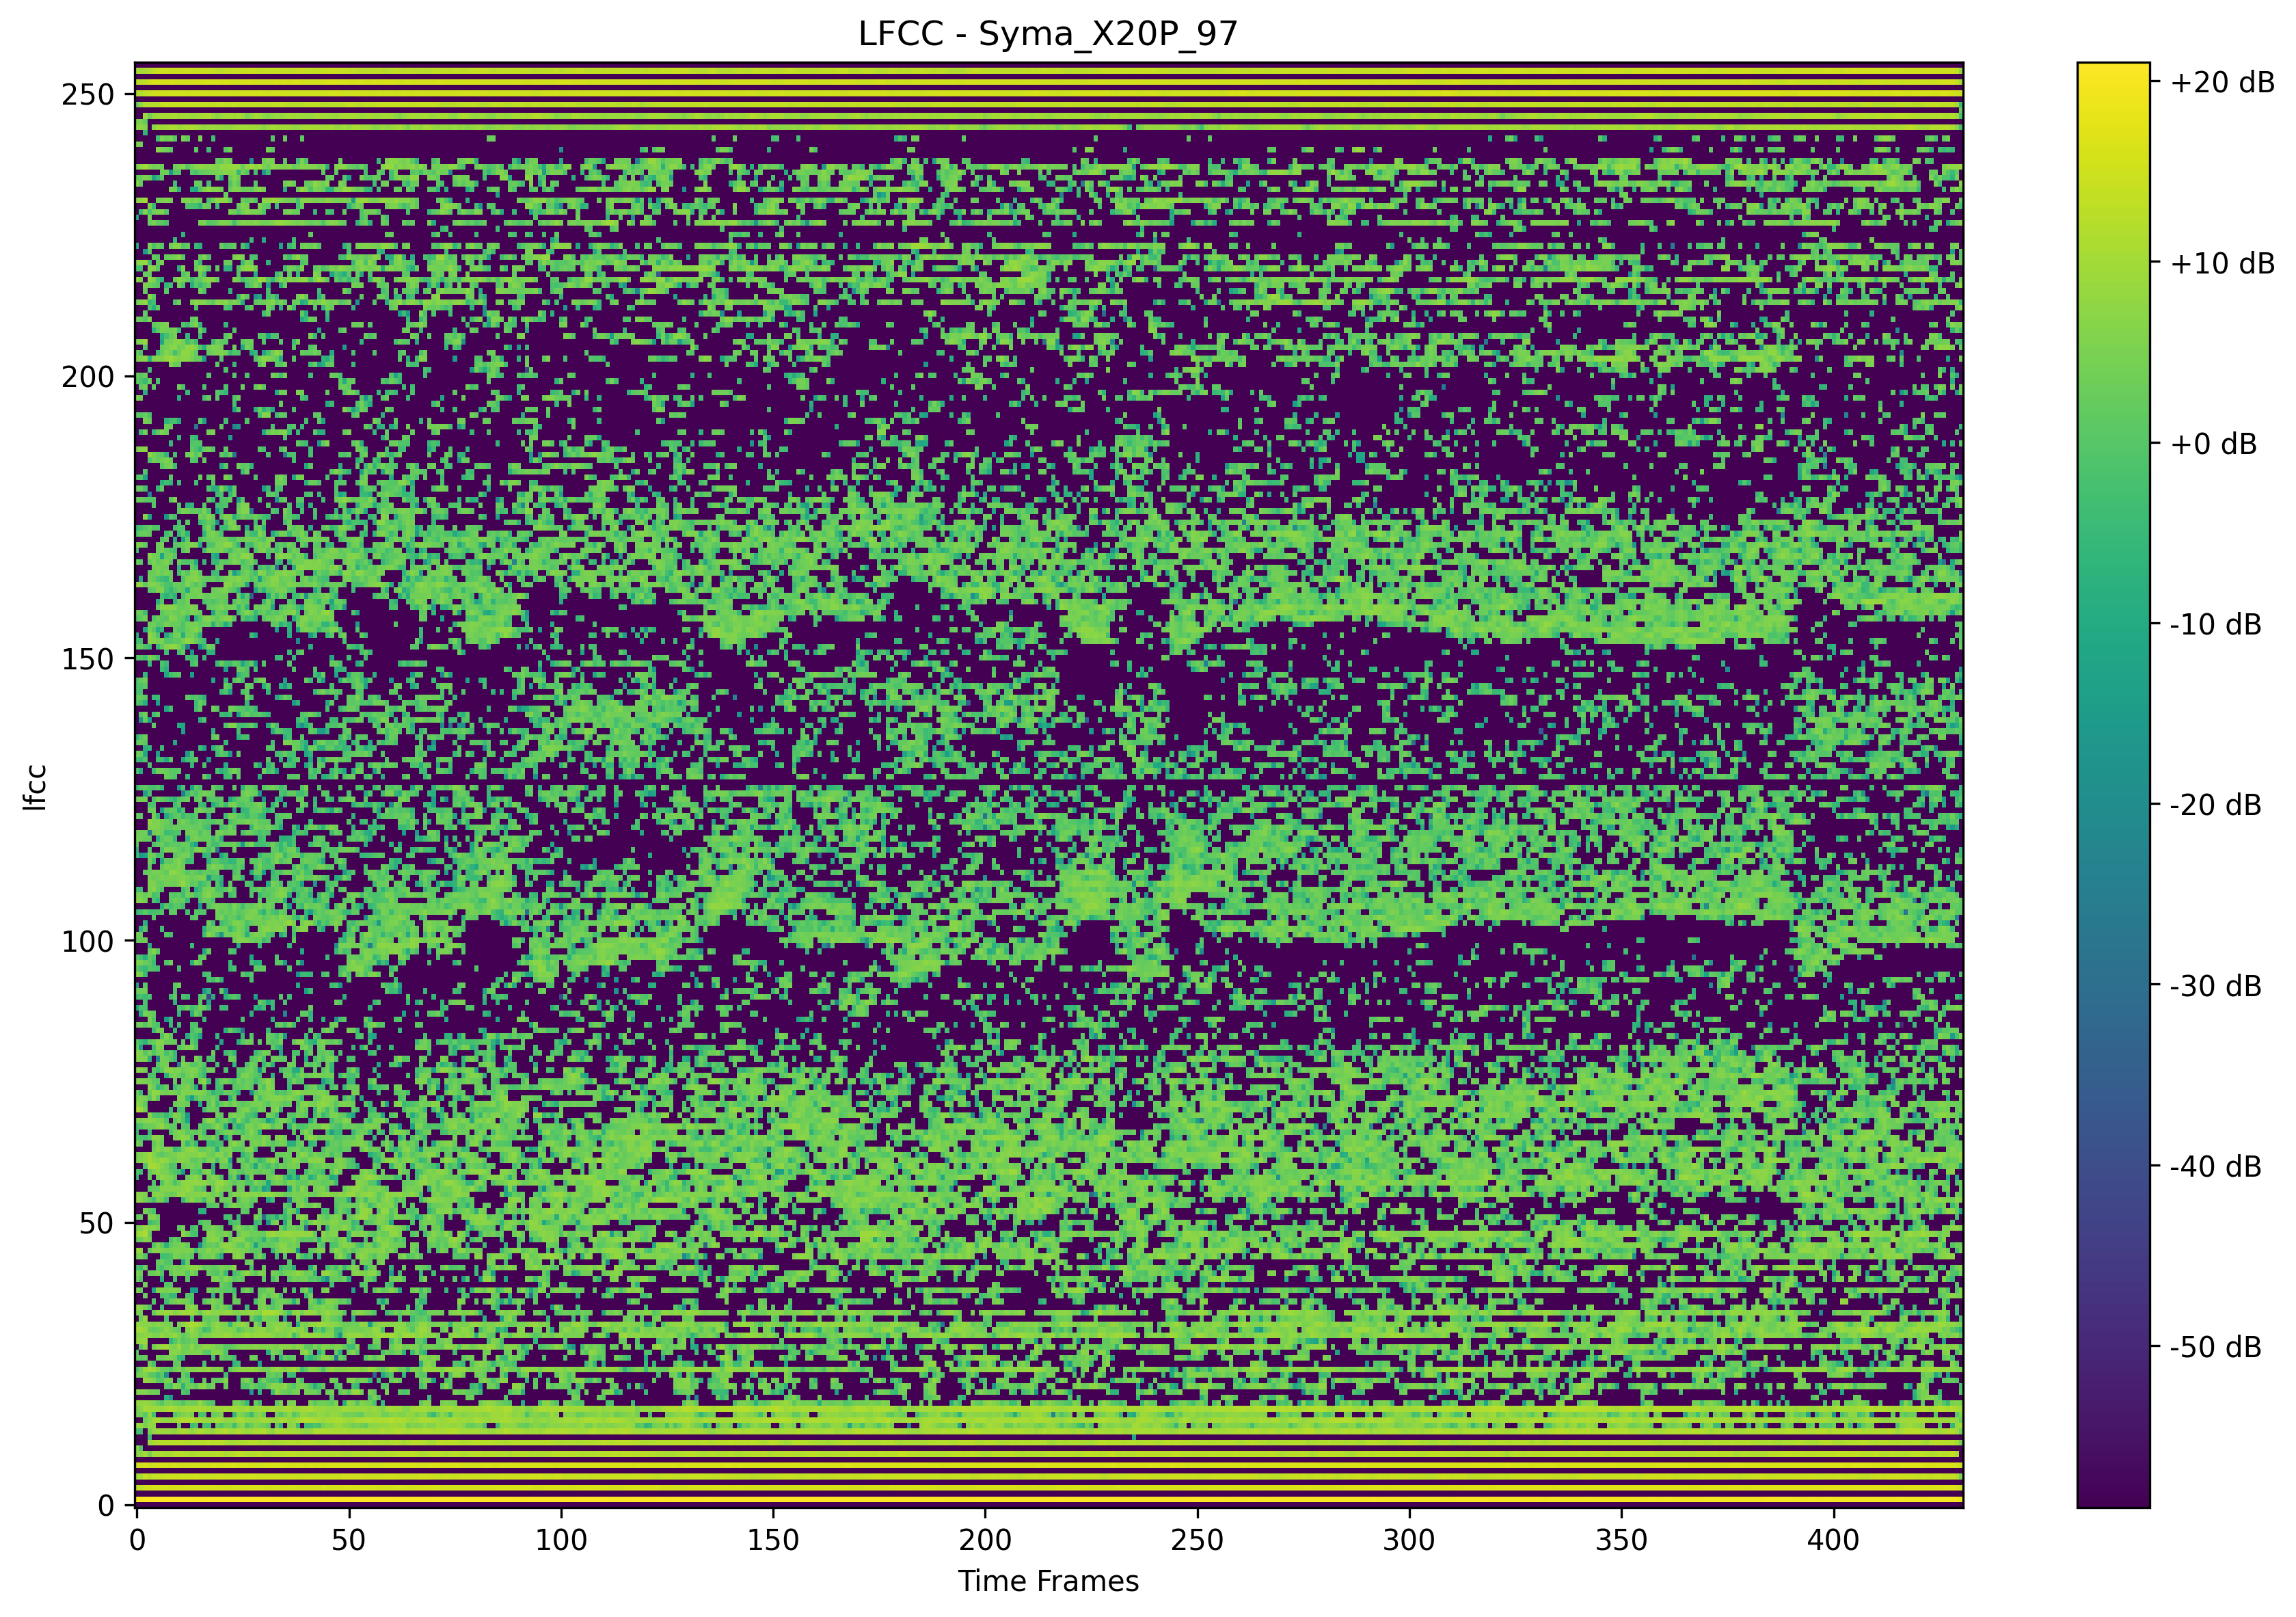 LFCC - Syma_X20P_97
250
200
150
100
50
0
lfcc
0 50 100 150 200 250 300 350 400
Time Frames
+20 dB
+10 dB
+0 dB
-10 dB
-20 dB
-30 dB
-40 dB
-50 dB